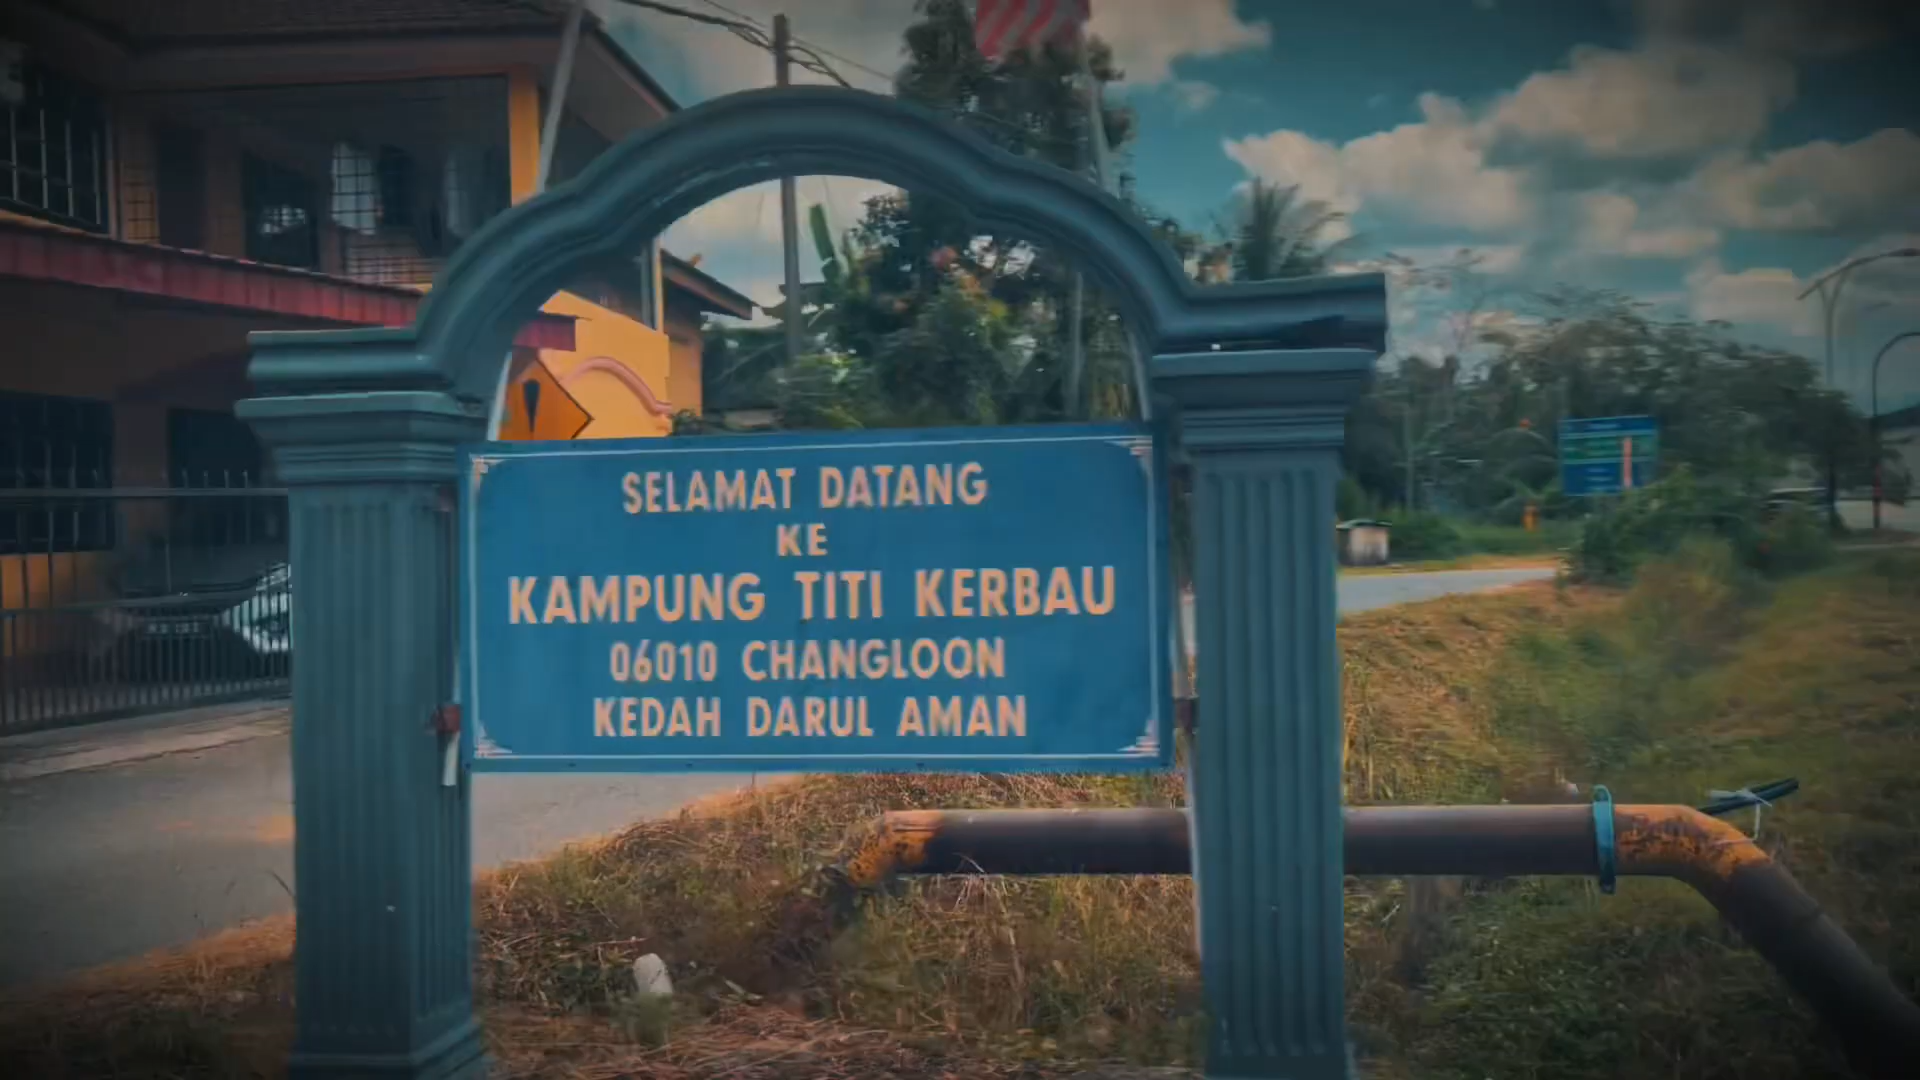 SELAMAT DATANG
KE
KAMPUNG TITI KERBAU
06010 CHANGLOON
KEDAH DARUL AMAN